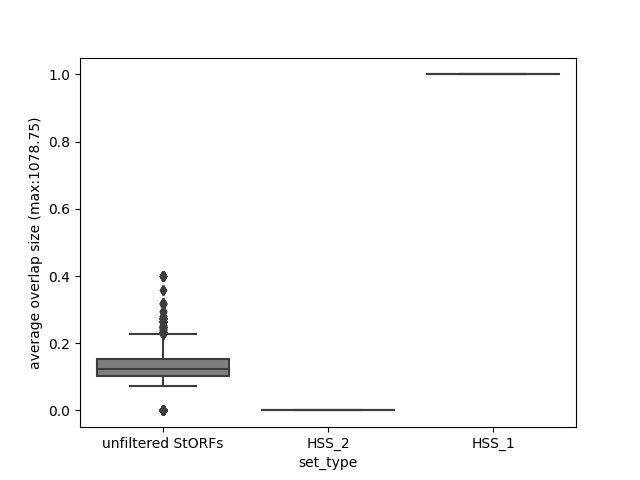 average overlap size (max:1078.75)
1.0
0.8
0.6
0.4
0.2
0.0
unfiltered StORFs HSS_2 HSS_1
set_type